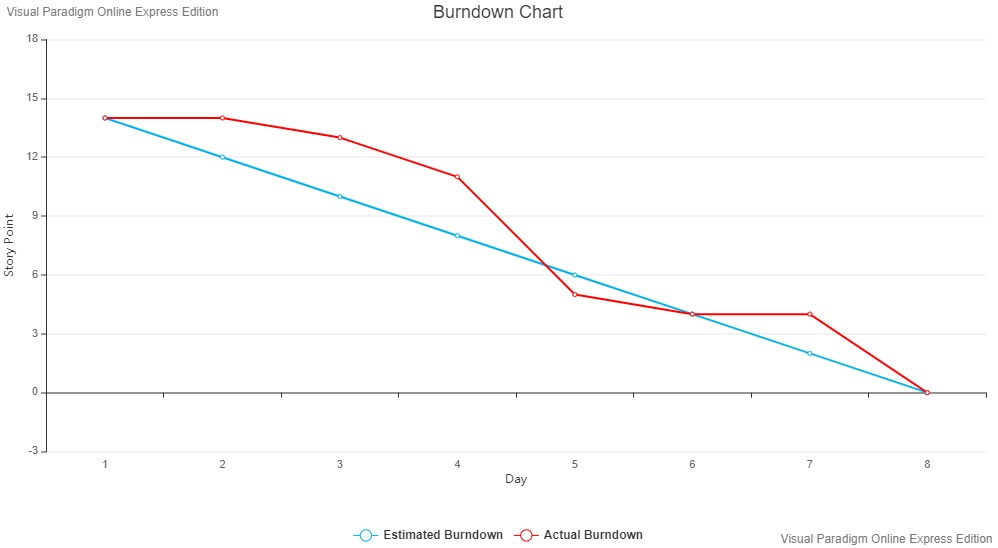 Visual Paradigm Online Express Edition
Burndown Chart
18
15
12
9
6
3
0
-3
Story Point
1 2 3 4 5 6 7 8
Day
Estimated Burndown Actual Burndown
Visual Paradigm Online Express Edition